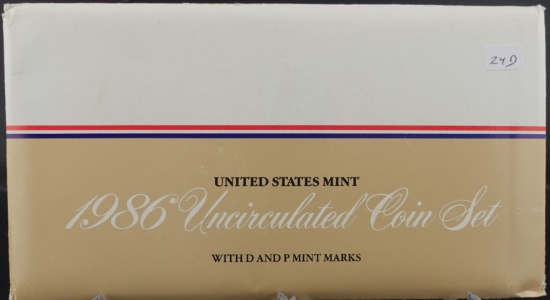 24D
UNITED STATES MINT
1986 Uncirculated Coin Set
WITH D AND P MINT MARKS